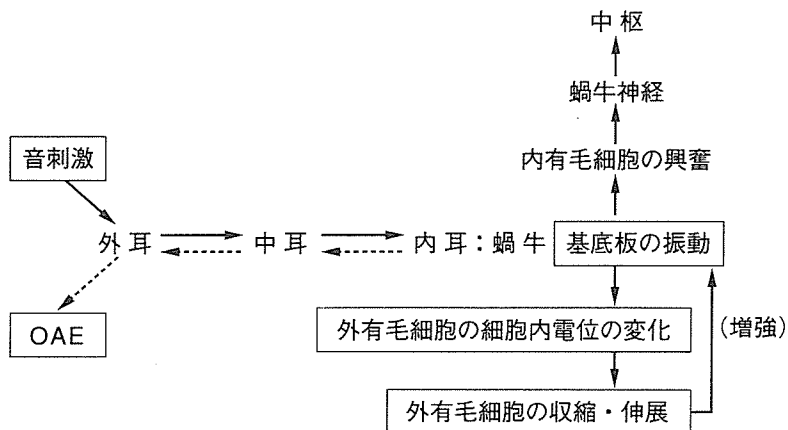 中枢
蝸牛神経
内有毛細胞の興奮
音刺激
外耳
中耳
内耳：蝸牛
基底板の振動
OAE
外有毛細胞の細胞内電位の変化
（増強）
外有毛細胞の収縮・伸展